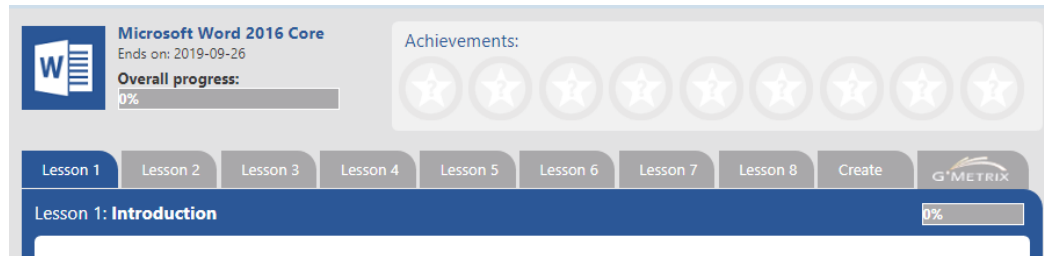 Microsoft Word 2016 Core
Ends on: 2019-09-26
Overall progress:
0%
Achievements:
? ? ? ? ? ? ? ? ?
Lesson 1 Lesson 2 Lesson 3 Lesson 4 Lesson 5 Lesson 6 Lesson 7 Lesson 8 Create G*METRIX
Lesson 1: Introduction 0%